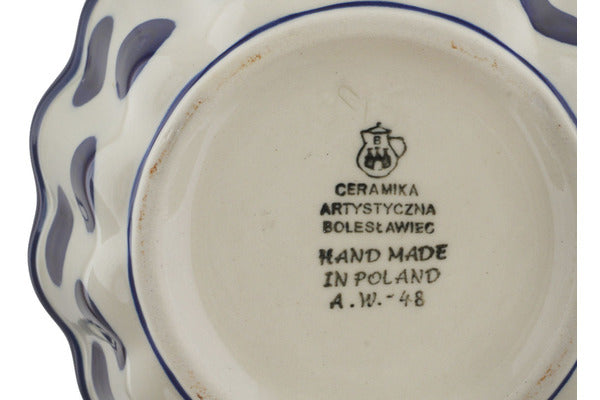 B
CERAMIKA
ARTYSTYCZNA
BOLESŁAWIEC
HAND MADE
IN POLAND
A.W.-48